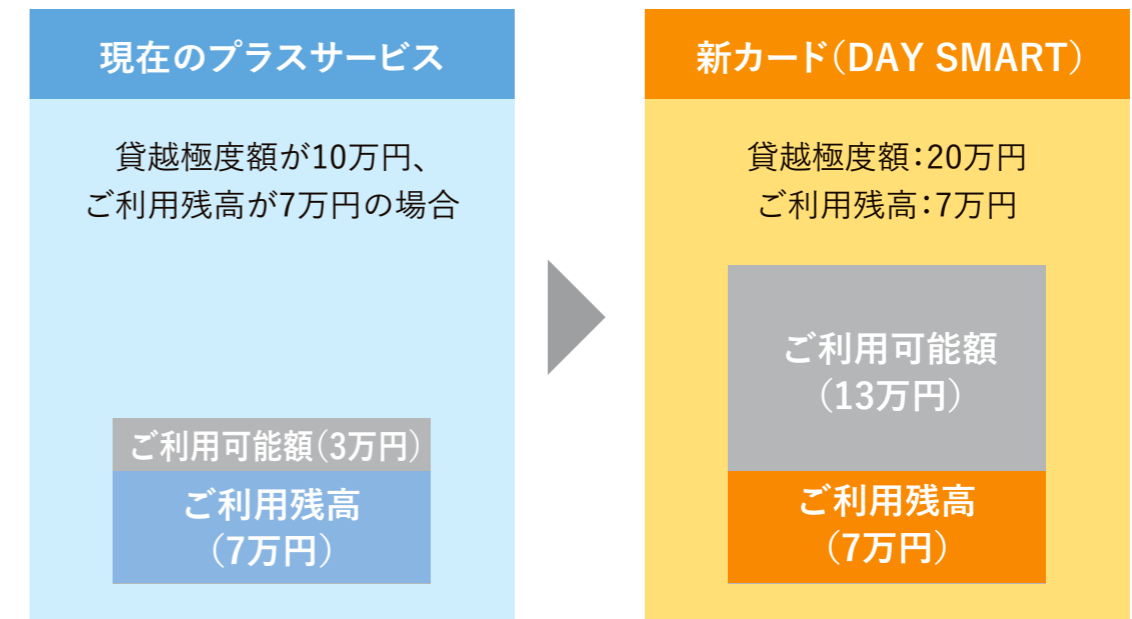 現在のプラスサービス
貸越極度額が10万円、
ご利用残高が7万円の場合
ご利用可能額(3万円)
ご利用残高
(7万円)
新カード(DAY SMART)
貸越極度額:20万円
ご利用残高:7万円
ご利用可能額
(13万円)
ご利用残高
(7万円)